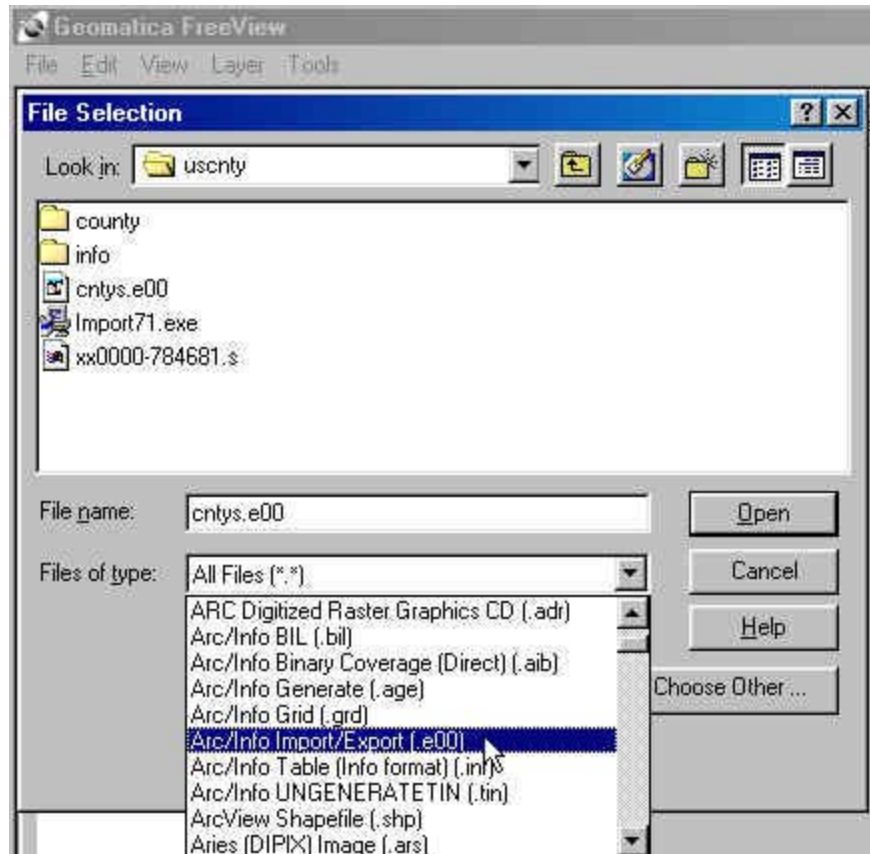 Geomatica FreeView
File Edit View Layer Tools
File Selection
Look in: uscnty
county
info
cntys.e00
Import71.exe
xx0000-784681.s
File name: cntys.e00 Open
Files of type: All Files (*.*) Cancel
ARC Digitized Raster Graphics CD (.adr)
Arc/Info BIL (.bil)
Help
Arc/Info Binary Coverage (Direct) (.aib)
Arc/Info Generate (.age)
Choose Other ...
Arc/Info Grid (.grd)
Arc/Info Import/Export (.e00)
Arc/Info Table (Info format) (.inf)
Arc/Info UNGENERATETIN (.tin)
ArcView Shapefile (.shp)
Aries (DIPIX) Image (.ars)